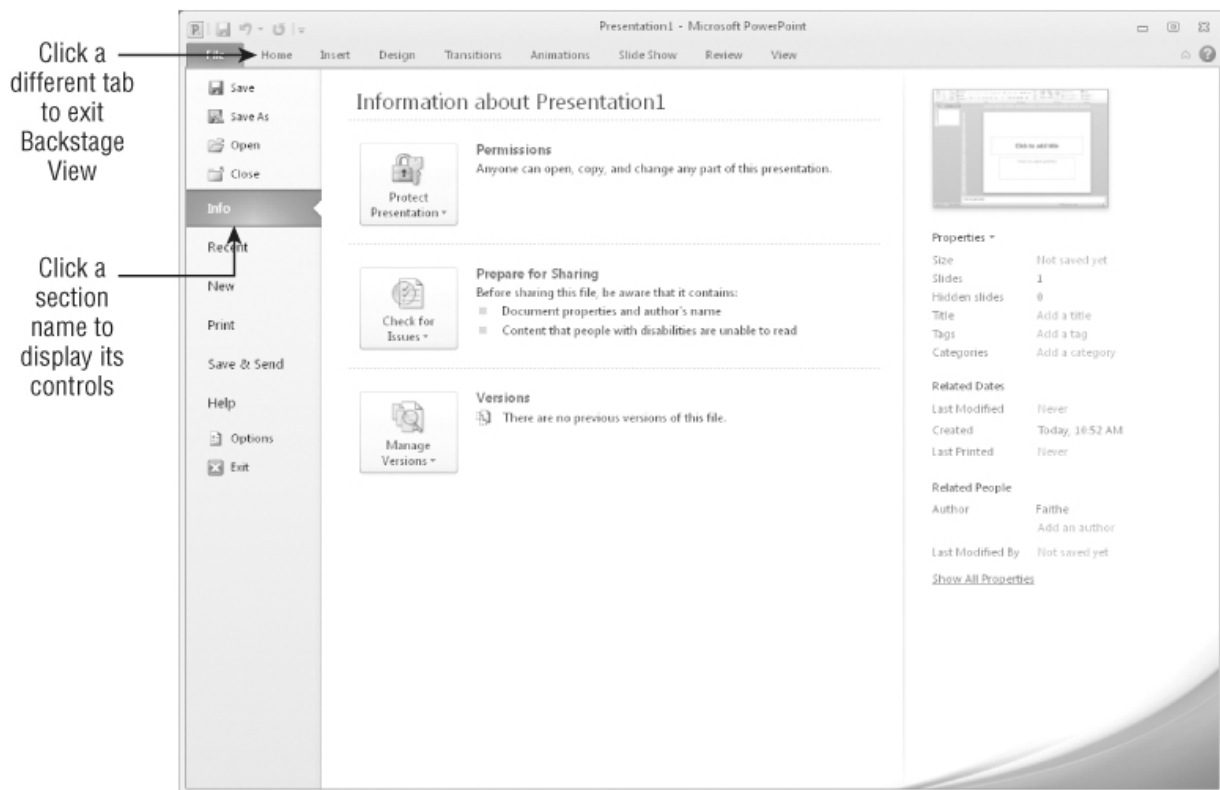 Presentation1 - Microsoft PowerPoint
File Home Insert Design Transitions Animations Slide Show Review View
Click a
different tab
to exit
Backstage
View
Click a
section
name to
display its
controls
Save
Save As
Open
Close
Info
Recent
New
Print
Save & Send
Help
Options
Exit
Information about Presentation1
Permissions
Anyone can open, copy, and change any part of this presentation.
Protect
Presentation
Prepare for Sharing
Before sharing this file, be aware that it contains:
Document properties and author's name
Content that people with disabilities are unable to read
Check for
Issues
Versions
There are no previous versions of this file.
Manage
Versions
Click to add title
Properties
Size Not saved yet
Slides 1
Hidden slides 0
Title Add a title
Tags Add a tag
Categories Add a category
Related Dates
Last Modified Never
Created Today, 10:52 AM
Last Printed Never
Related People
Author Faithe
Add an author
Last Modified By Not saved yet
Show All Properties